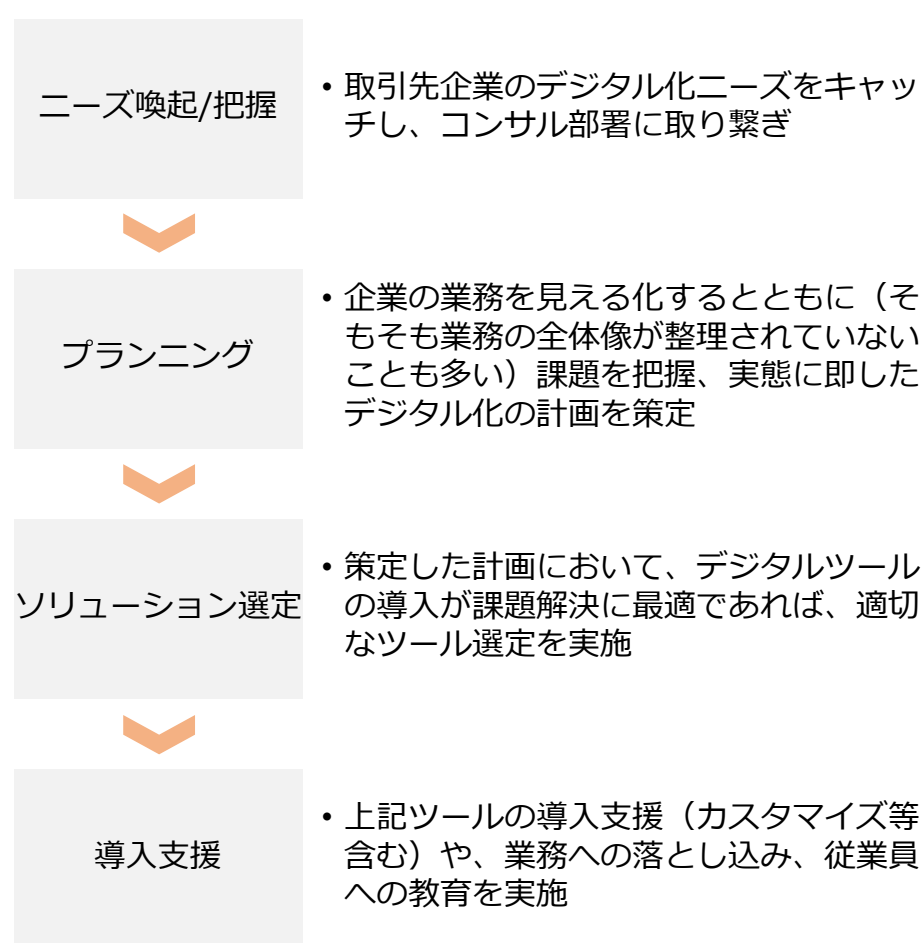 ニーズ喚起/把握
• 取引先企業のデジタル化ニーズをキャッ
チし、コンサル部署に取り繋ぎ
プランニング
• 企業の業務を見える化するとともに（そ
もそも業務の全体像が整理されていない
ことも多い）課題を把握、実態に即した
デジタル化の計画を策定
ソリューション選定
• 策定した計画において、デジタルツール
の導入が課題解決に最適であれば、適切
なツール選定を実施
導入支援
• 上記ツールの導入支援（カスタマイズ等
含む）や、業務への落とし込み、従業員
への教育を実施